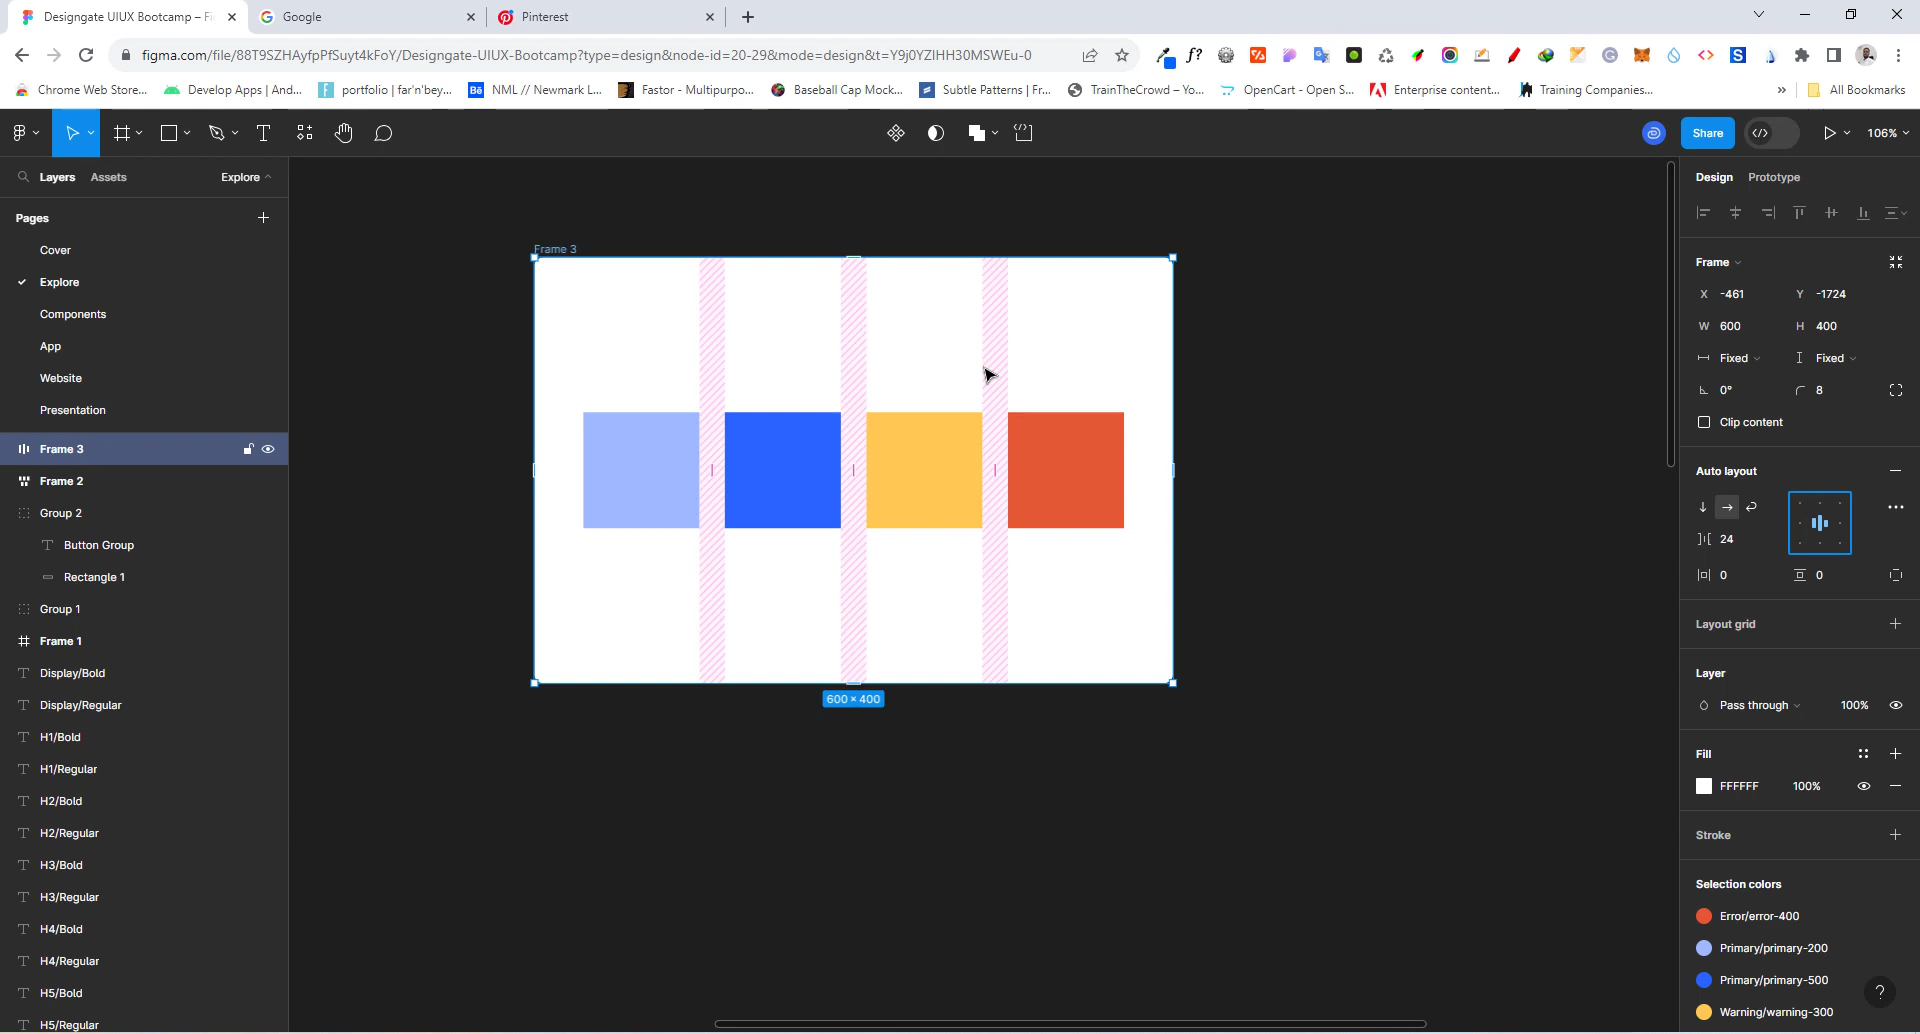 Designgate UIUX Bootcamp – Fi
Google
Pinterest
figma.com/file/88T9SZHAyfpPfSuyt4kFoY/Designgate-UIUX-Bootcamp?type=design&node-id=20-29&mode=design&t=Y9j0YZIHH30MSWEu-0
Chrome Web Store...
Develop Apps | And...
portfolio | far'n'bey...
NML // Newmark L...
Fastor - Multipurpo...
Baseball Cap Mock...
Subtle Patterns | Fr...
TrainTheCrowd – Yo...
OpenCart - Open S...
Enterprise content...
Training Companies...
»
All Bookmarks
Share
106%
Layers
Assets
Explore
Pages
Cover
Explore
Components
App
Website
Presentation
Frame 3
Frame 2
Group 2
Button Group
Rectangle 1
Group 1
Frame 1
Display/Bold
Display/Regular
H1/Bold
H1/Regular
H2/Bold
H2/Regular
H3/Bold
H3/Regular
H4/Bold
H4/Regular
H5/Bold
H5/Regular
Frame 3
600 × 400
Design
Prototype
Frame
X -461
Y -1724
W 600
H 400
Fixed
Fixed
0°
8
Clip content
Auto layout
24
0
0
Layout grid
Layer
Pass through
100%
Fill
FFFFFF
100%
Stroke
Selection colors
Error/error-400
Primary/primary-200
Primary/primary-500
Warning/warning-300
?